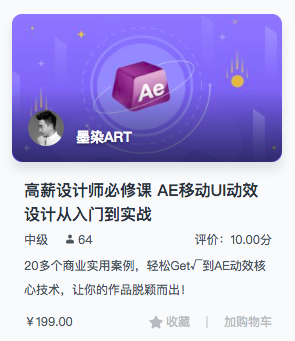 Ae
墨染ART
高薪设计师必修课 AE移动UI动效
设计从入门到实战
中级 64 评价：10.00分
20多个商业实用案例，轻松Get√到AE动效核
心技术，让你的作品脱颖而出！
￥199.00 收藏 | 加购物车